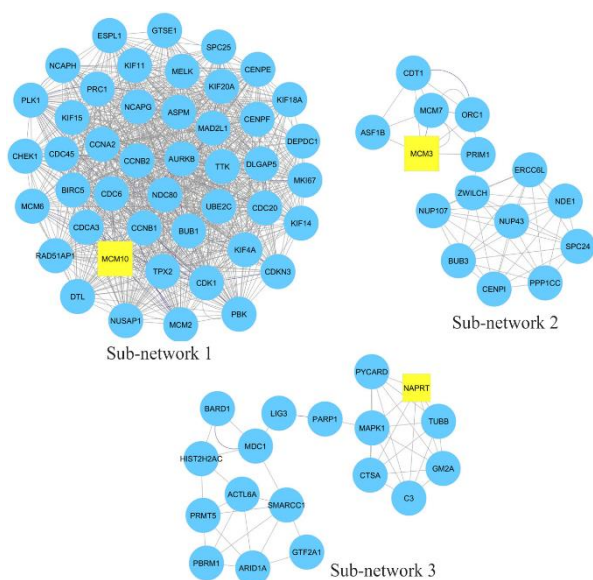 ESPL1
GTSE1
SPC25
NCAPH
KIF11
MELK
CENPE
PLK1
PRC1
KIF20A
KIF18A
NCAPG
ASPM
KIF15
MAD2L1
CENPF
DEPDC1
CHEK1
CDC45
CCNA2
CCNB2
AURKB
TTK
DLGAP5
MKI67
MCM6
BIRC5
CDC6
NDC80
UBE2C
CDC20
KIF14
CDCA3
CCNB1
BUB1
RAD51AP1
MCM10
KIF4A
CDKN3
TPX2
CDK1
DTL
NUSAP1
MCM2
PBK
Sub-network 1
CDT1
MCM7
ORC1
ASF1B
MCM3
PRIM1
ERCC6L
ZWILCH
NDE1
NUP107
NUP43
SPC24
BUB3
PPP1CC
CENPI
Sub-network 2
PYCARD
NAPRT
BARD1
LIG3
PARP1
MAPK1
TUBB
MDC1
HIST2H2AC
CTSA
GM2A
C3
ACTL6A
SMARCC1
PRMT5
GTF2A1
PBRM1
ARID1A
Sub-network 3